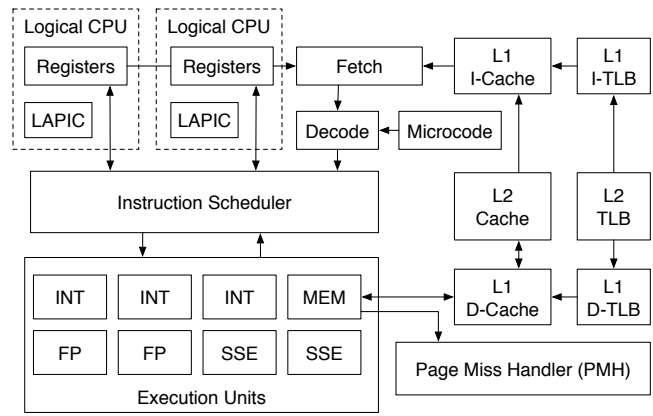 Logical CPU
Logical CPU
Registers
Registers
Fetch
L1
I-Cache
L1
I-TLB
LAPIC
LAPIC
Decode
Microcode
Instruction Scheduler
L2
Cache
L2
TLB
INT
INT
INT
MEM
L1
D-Cache
L1
D-TLB
FP
FP
SSE
SSE
Page Miss Handler (PMH)
Execution Units